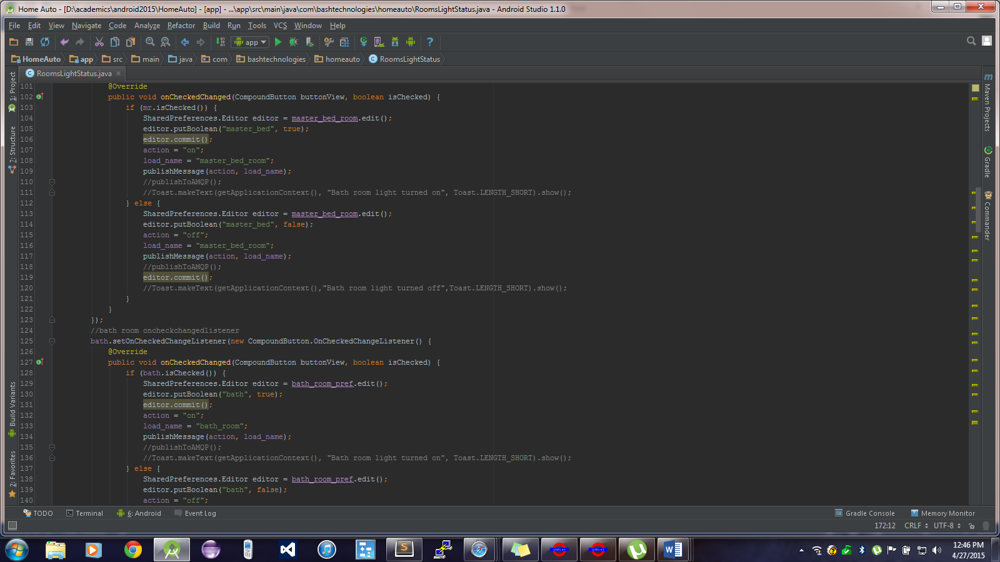 Home Auto - [D:\academics\android2015\HomeAuto] - [app] - ...\app\src\main\java\com\bashtechnologies\homeauto\RoomsLightStatus.java - Android Studio 1.1.0
File Edit View Navigate Code Analyze Refactor Build Run Tools VCS Window Help
app
HomeAuto app src main java com bashtechnologies homeauto RoomsLightStatus
RoomsLightStatus.java
101 @Override
102 public void onCheckedChanged(CompoundButton buttonView, boolean isChecked) {
103 if (mr.isChecked()) {
104 SharedPreferences.Editor editor = master_bed_room.edit();
105 editor.putBoolean("master_bed", true);
106 editor.commit();
107 action = "on";
108 load_name = "master_bed_room";
109 publishMessage(action, load_name);
110 //publishToAMQP();
111 //Toast.makeText(getApplicationContext(), "Bath room light turned on", Toast.LENGTH_SHORT).show();
112 } else {
113 SharedPreferences.Editor editor = master_bed_room.edit();
114 editor.putBoolean("master_bed", false);
115 action = "off";
116 load_name = "master_bed_room";
117 publishMessage(action, load_name);
118 //publishToAMQP();
119 editor.commit();
120 //Toast.makeText(getApplicationContext(),"Bath room light turned off",Toast.LENGTH_SHORT).show();
121 }
122 }
123 });
124 //bath room oncheckchangedlistener
125 bath.setOnCheckedChangeListener(new CompoundButton.OnCheckedChangeListener() {
126 @Override
127 public void onCheckedChanged(CompoundButton buttonView, boolean isChecked) {
128 if (bath.isChecked()) {
129 SharedPreferences.Editor editor = bath_room_pref.edit();
130 editor.putBoolean("bath", true);
131 editor.commit();
132 action = "on";
133 load_name = "bath_room";
134 publishMessage(action, load_name);
135 //publishToAMQP();
136 //Toast.makeText(getApplicationContext(), "Bath room light turned on", Toast.LENGTH_SHORT).show();
137 } else {
138 SharedPreferences.Editor editor = bath_room_pref.edit();
139 editor.putBoolean("bath", false);
140 action = "off";
1: Project
7: Structure
Build Variants
2: Favorites
Maven Projects
Gradle
Commander
TODO Terminal 6: Android Event Log Gradle Console Memory Monitor
172:12 CRLF UTF-8
12:46 PM
4/27/2015